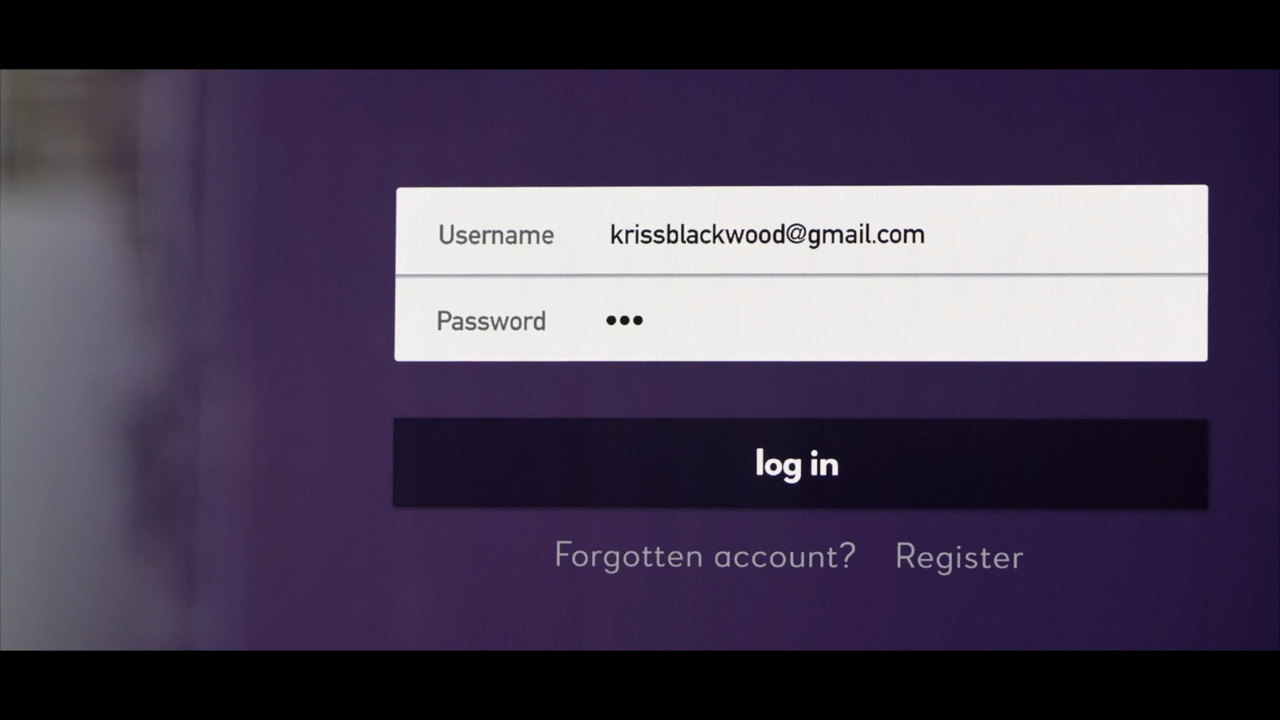 Username krissblackwood@gmail.com
Password •••
log in
Forgotten account? Register